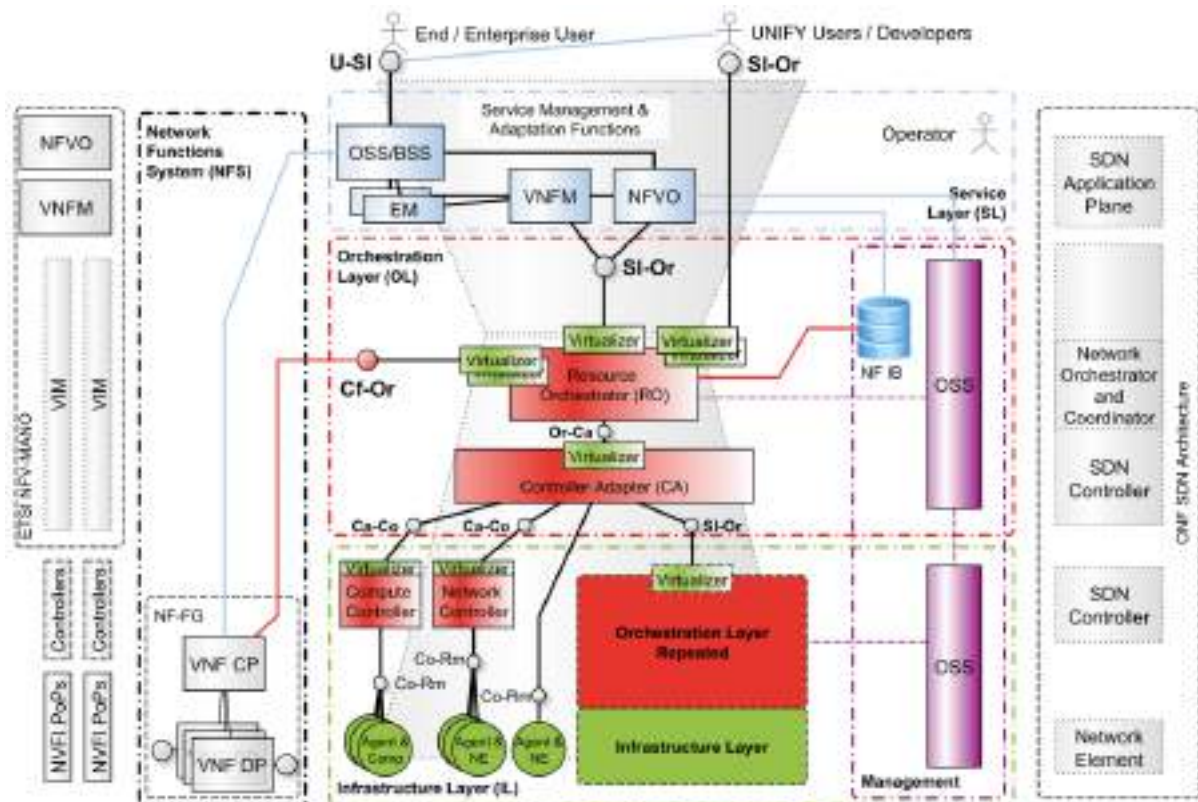 End / Enterprise User
UNIFY Users / Developers
U-SI
SI-Or
NFVO
VNFM
VIM
VIM
ETSI NFV-MANO
Controllers
Controllers
NVFI PoPs
NVFI PoPs
Network
Functions
System (NFS)
NF-FG
VNF CP
VNF DP
Service Management &
Adaptation Functions
Operator
OSS/BSS
EM
VNFM
NFVO
Service
Layer (SL)
Orchestration
Layer (OL)
SI-Or
Virtualizer
Virtualizer
Virtualizer
Virtualizer
Virtualizer
Cf-Or
Resource
Orchestrator (RO)
NF IB
OSS
Or-Ca
Virtualizer
Controller Adapter (CA)
Ca-Co
Ca-Co
SI-Or
Virtualizer
Compute
Controller
Virtualizer
Network
Controller
Virtualizer
Orchestration Layer
Repeated
Infrastructure Layer
OSS
Co-Rm
Co-Rm
Co-Rm
Agent &
Comp
Agent &
NE
Agent &
NE
Infrastructure Layer (IL)
Management
SDN
Application
Plane
Network
Orchestrator
and
Coordinator
SDN
Controller
SDN
Controller
Network
Element
ONF SDN Architecture